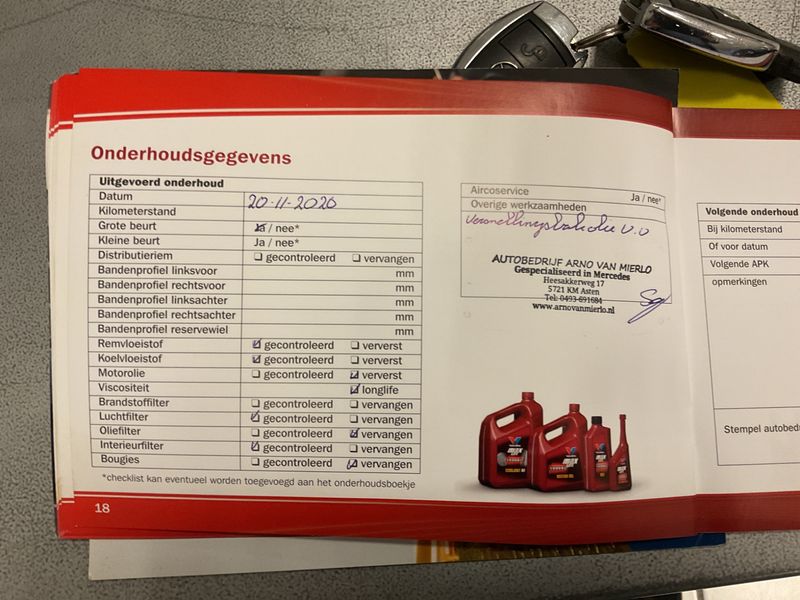 Onderhoudsgegevens
Uitgevoerd onderhoud
Datum 20-11-2020
Kilometerstand
Grote beurt Ja / nee*
Kleine beurt Ja / nee*
Distributieriem gecontroleerd vervangen
Bandenprofiel linksvoor mm
Bandenprofiel rechtsvoor mm
Bandenprofiel linksachter mm
Bandenprofiel rechtsachter mm
Bandenprofiel reservewiel mm
Remvloeistof gecontroleerd ververst
Koelvloeistof gecontroleerd ververst
Motorolie gecontroleerd ververst
Viscositeit longlife
Brandstoffilter gecontroleerd vervangen
Luchtfilter gecontroleerd vervangen
Oliefilter gecontroleerd vervangen
Interieurfilter gecontroleerd vervangen
Bougies gecontroleerd vervangen
*checklist kan eventueel worden toegevoegd aan het onderhoudsboekje
18
Aircoservice Ja / nee*
Overige werkzaamheden
Versnellingsbakolie v.v
AUTOBEDRIJF ARNO VAN MIERLO
Gespecialiseerd in Mercedes
Heesakkerweg 17
5721 KM Asten
Tel: 0493-691684
www.arnovanmierlo.nl
Volgende onderhoud
Bij kilometerstand
Of voor datum
Volgende APK
opmerkingen
Stempel autobedr